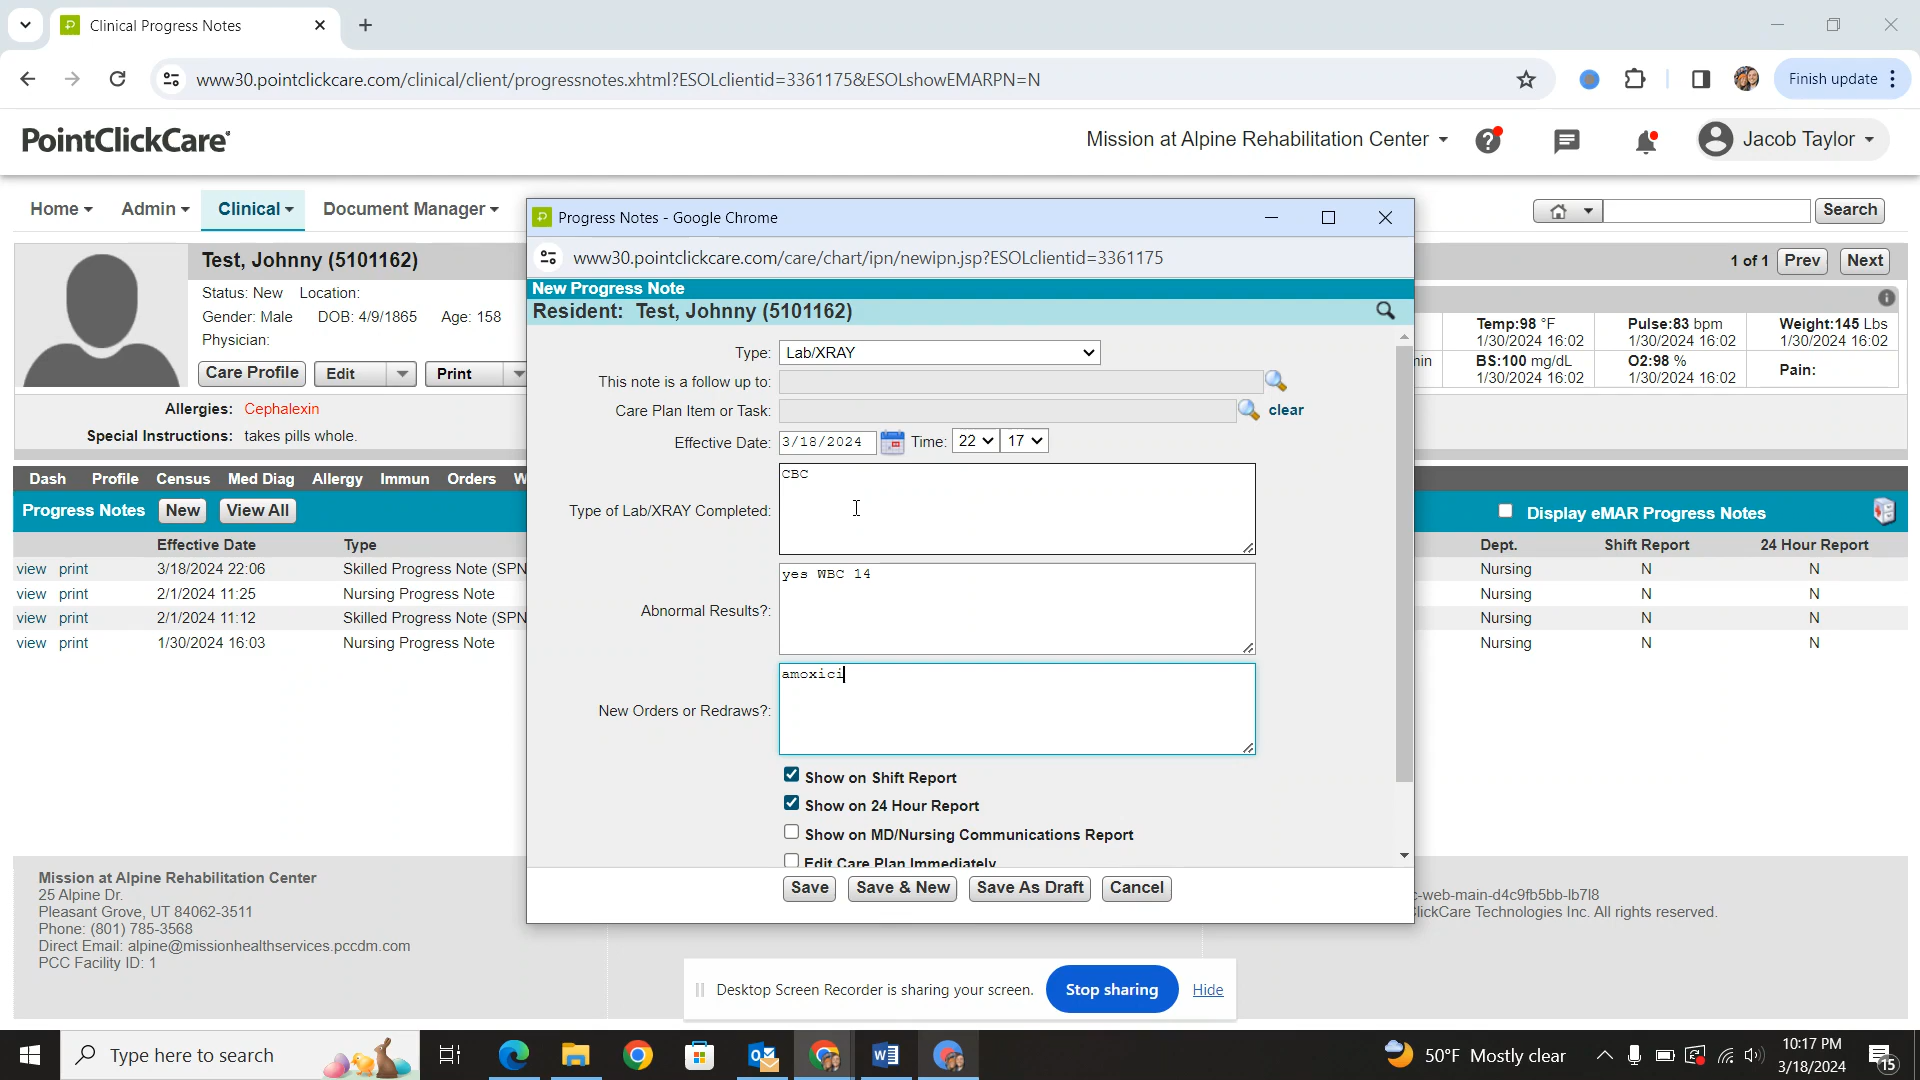 Clinical Progress Notes
www30.pointclickcare.com/clinical/client/progressnotes.xhtml?ESOLclientid=3361175&ESOLshowEMARPN=N
Finish update
PointClickCare
Mission at Alpine Rehabilitation Center
Jacob Taylor
Home
Admin
Clinical
Document Manager
Search
Test, Johnny (5101162)
Status: New Location:
Gender: Male DOB: 4/9/1865 Age: 158
Physician:
Care Profile
Edit
Print
Allergies: Cephalexin
Special Instructions: takes pills whole.
1 of 1
Prev
Next
Temp:98 °F
1/30/2024 16:02
Pulse:83 bpm
1/30/2024 16:02
Weight:145 Lbs
1/30/2024 16:02
BS:100 mg/dL
1/30/2024 16:02
O2:98 %
1/30/2024 16:02
Pain:
Dash Profile Census Med Diag Allergy Immun Orders W
Progress Notes
New
View All
Display eMAR Progress Notes
Effective Date Type Dept. Shift Report 24 Hour Report
view print 3/18/2024 22:06 Skilled Progress Note (SPN Nursing N N
view print 2/1/2024 11:25 Nursing Progress Note Nursing N N
view print 2/1/2024 11:12 Skilled Progress Note (SPN Nursing N N
view print 1/30/2024 16:03 Nursing Progress Note Nursing N N
Progress Notes - Google Chrome
www30.pointclickcare.com/care/chart/ipn/newipn.jsp?ESOLclientid=3361175
New Progress Note
Resident: Test, Johnny (5101162)
Type: Lab/XRAY
This note is a follow up to:
Care Plan Item or Task: clear
Effective Date: 3/18/2024 Time: 22 17
Type of Lab/XRAY Completed: CBC
Abnormal Results?: yes WBC 14
New Orders or Redraws?: amoxici
Show on Shift Report
Show on 24 Hour Report
Show on MD/Nursing Communications Report
Edit Care Plan Immediately
Save
Save & New
Save As Draft
Cancel
Mission at Alpine Rehabilitation Center
25 Alpine Dr.
Pleasant Grove, UT 84062-3511
Phone: (801) 785-3568
Direct Email: alpine@missionhealthservices.pccdm.com
PCC Facility ID: 1
c-web-main-d4c9fb5bb-lb7l8
lickCare Technologies Inc. All rights reserved.
Desktop Screen Recorder is sharing your screen.
Stop sharing
Hide
Type here to search
50°F Mostly clear
10:17 PM
3/18/2024
15